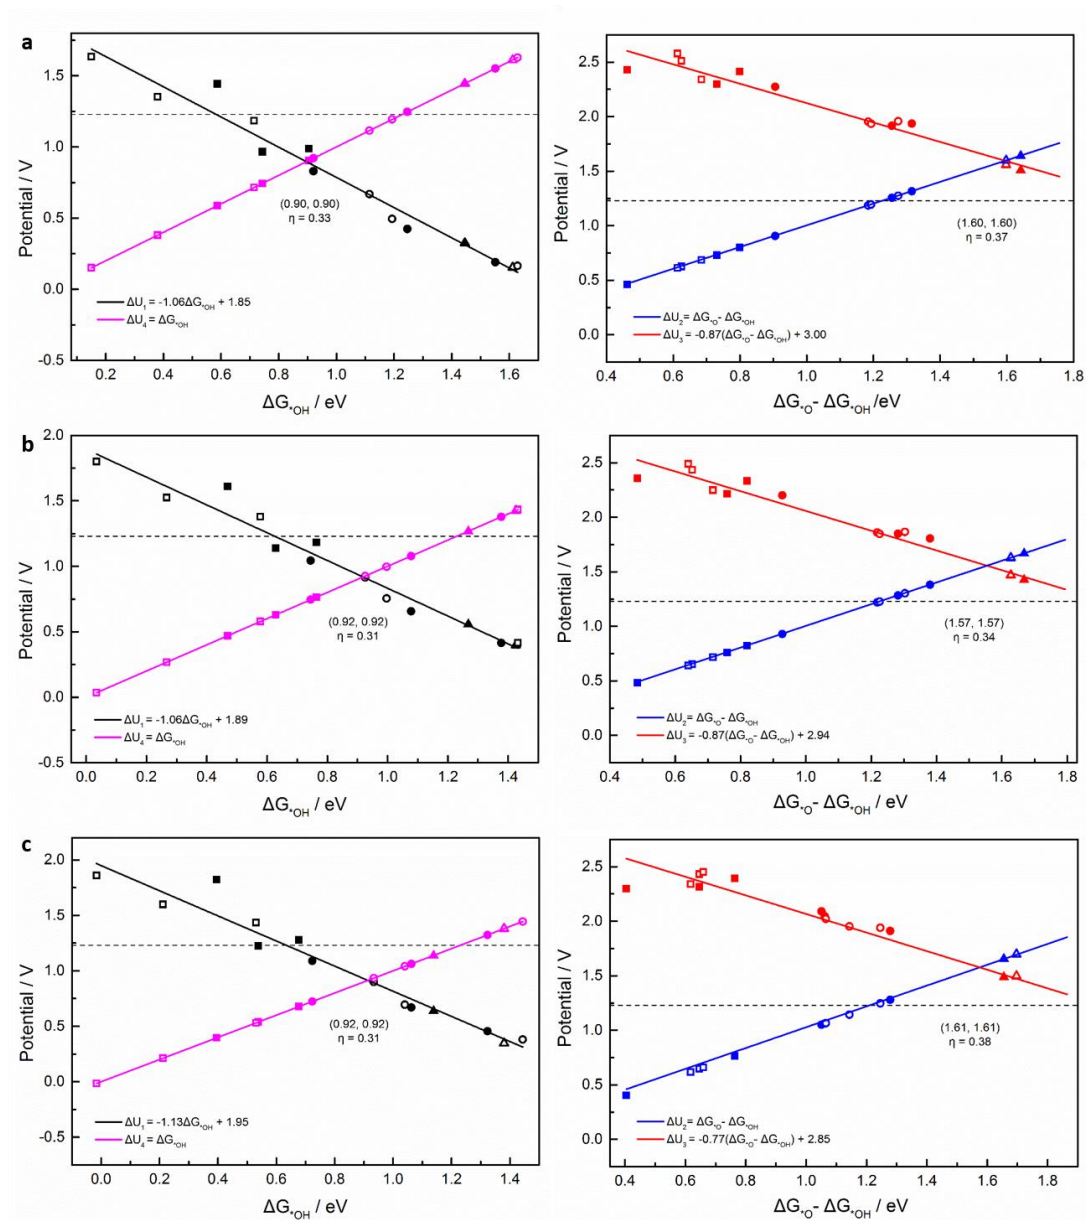 a
Potential / V
1.5
1.0
0.5
0.0
-0.5
(0.90, 0.90)
η = 0.33
ΔU₁ = -1.06ΔG*OH + 1.85
ΔU₄ = ΔG*OH
0.2 0.4 0.6 0.8 1.0 1.2 1.4 1.6
ΔG*OH / eV
Potential / V
2.5
2.0
1.5
1.0
0.5
0.0
(1.60, 1.60)
η = 0.37
ΔU₂= ΔG*O- ΔG*OH
ΔU₃ = -0.87(ΔG*O- ΔG*OH) + 3.00
0.4 0.6 0.8 1.0 1.2 1.4 1.6 1.8
ΔG*O- ΔG*OH /eV
b
Potential / V
2.0
1.5
1.0
0.5
0.0
-0.5
(0.92, 0.92)
η = 0.31
ΔU₁ = -1.06ΔG*OH + 1.89
ΔU₄ = ΔG*OH
0.0 0.2 0.4 0.6 0.8 1.0 1.2 1.4
ΔG*OH / eV
Potential / V
2.5
2.0
1.5
1.0
0.5
0.0
(1.57, 1.57)
η = 0.34
ΔU₂= ΔG*O- ΔG*OH
ΔU₃ = -0.87(ΔG*O- ΔG*OH) + 2.94
0.4 0.6 0.8 1.0 1.2 1.4 1.6 1.8
ΔG*O- ΔG*OH / eV
c
Potential / V
2.0
1.5
1.0
0.5
0.0
-0.5
(0.92, 0.92)
η = 0.31
ΔU₁ = -1.13ΔG*OH + 1.95
ΔU₄ = ΔG*OH
0.0 0.2 0.4 0.6 0.8 1.0 1.2 1.4
ΔG*OH / eV
Potential / V
2.5
2.0
1.5
1.0
0.5
0.0
(1.61, 1.61)
η = 0.38
ΔU₂= ΔG*O- ΔG*OH
ΔU₃ = -0.77(ΔG*O- ΔG*OH) + 2.85
0.4 0.6 0.8 1.0 1.2 1.4 1.6 1.8
ΔG*O- ΔG*OH / eV